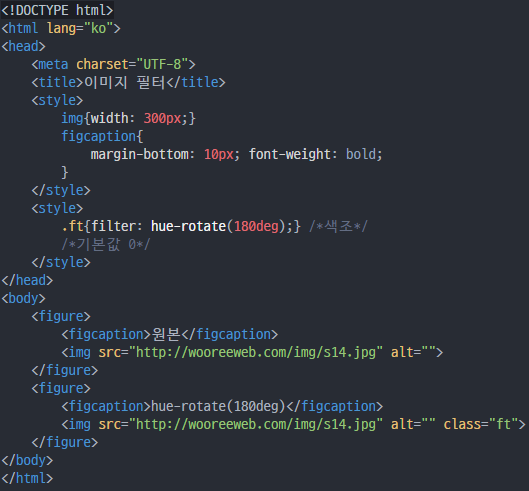 <!DOCTYPE html>
<html lang="ko">
<head>
    <meta charset="UTF-8">
    <title>이미지 필터</title>
    <style>
        img{width: 300px;}
        figcaption{
            margin-bottom: 10px; font-weight: bold;
        }
    </style>
    <style>
        .ft{filter: hue-rotate(180deg);} /*색조*/
        /*기본값 0*/
    </style>
</head>
<body>
    <figure>
        <figcaption>원본</figcaption>
        <img src="http://wooreeweb.com/img/s14.jpg" alt="">
    </figure>
    <figure>
        <figcaption>hue-rotate(180deg)</figcaption>
        <img src="http://wooreeweb.com/img/s14.jpg" alt="" class="ft">
    </figure>
</body>
</html>